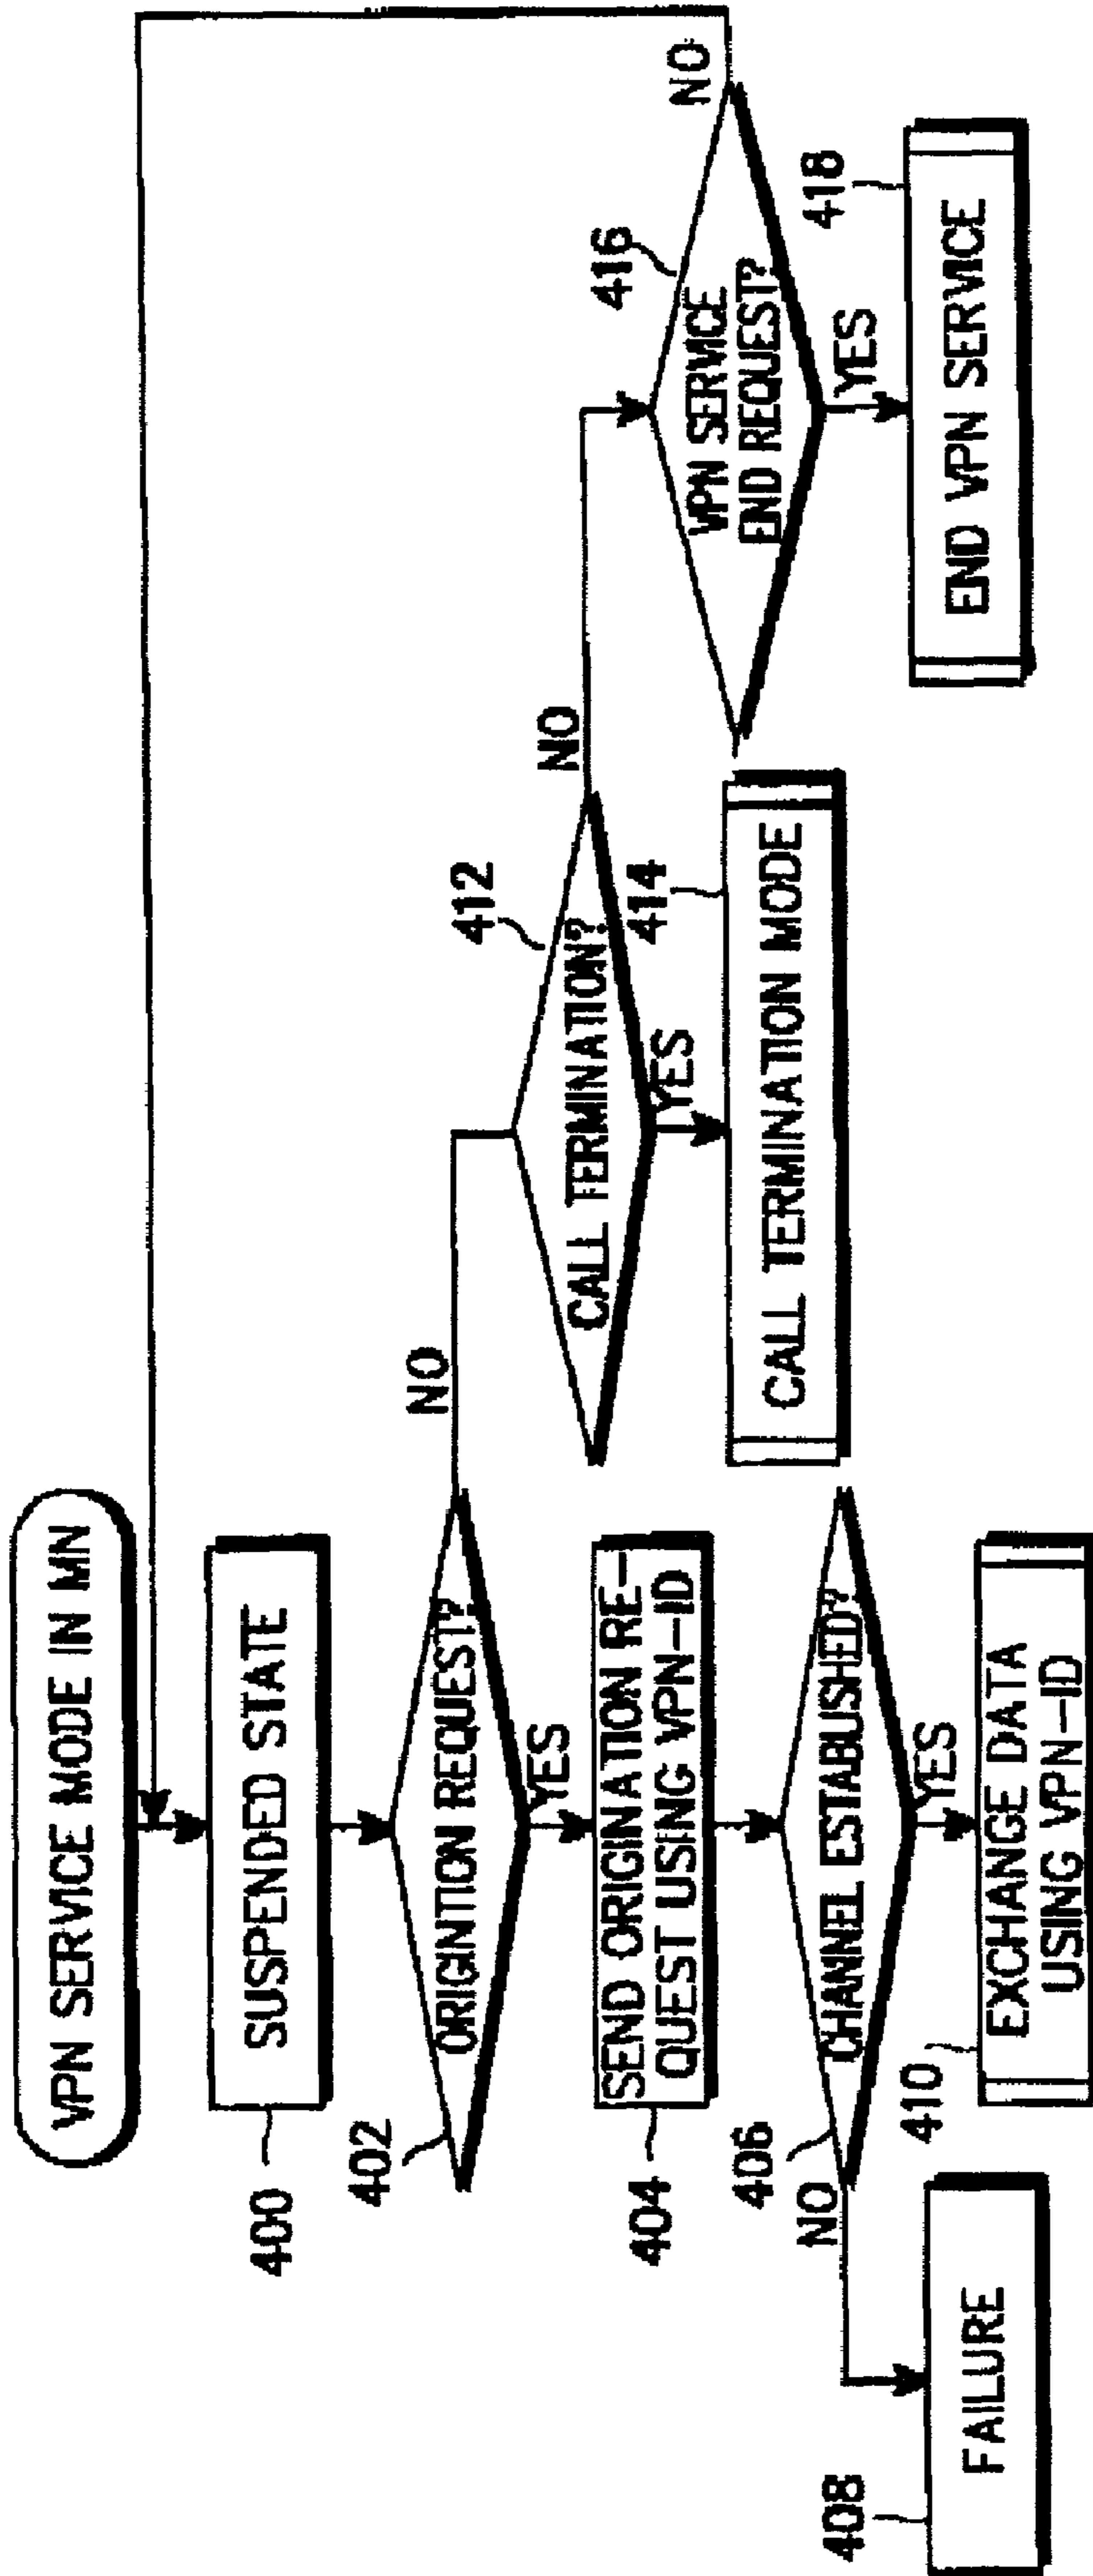 VPN SERVICE MODE IN MN
400
SUSPENDED STATE
402
ORIGINTION REQUEST?
NO
YES
404
SEND ORIGINATION RE-
QUEST USING VPN-ID
406
CHANNEL ESTABUSHED?
NO
YES
408
FAILURE
410
EXCHANGE DATA
USING VPN-ID
412
CALL TERMINATION?
NO
YES
414
CALL TERMINATION MODE
416
VPN SERVICE
END REQUEST?
NO
YES
418
END VPN SERVICE